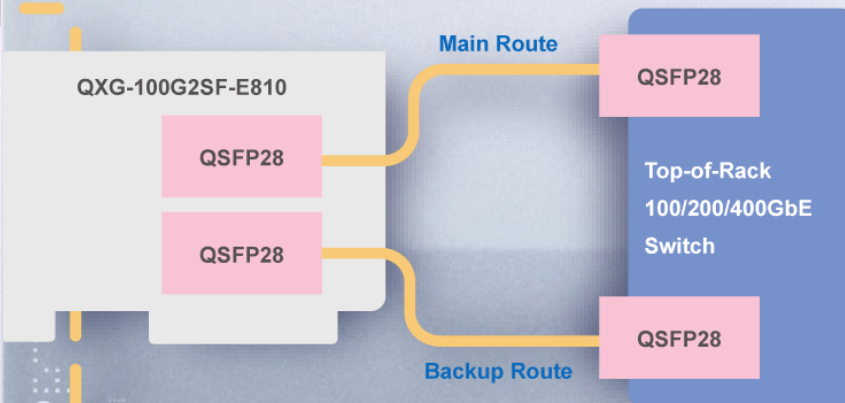 Main Route
QXG-100G2SF-E810
QSFP28
QSFP28
QSFP28
Top-of-Rack
100/200/400GbE
Switch
QSFP28
Backup Route